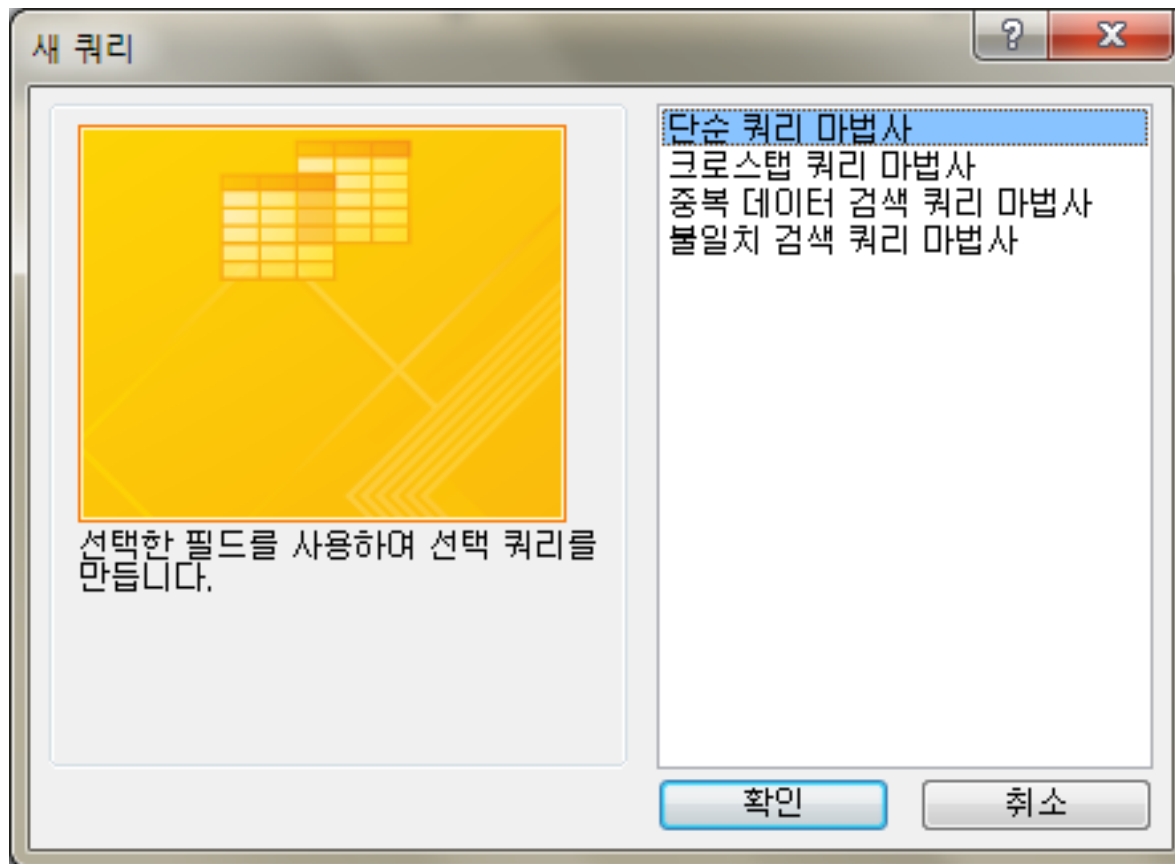 새 쿼리
단순 쿼리 마법사
크로스탭 쿼리 마법사
중복 데이터 검색 쿼리 마법사
불일치 검색 쿼리 마법사
선택한 필드를 사용하여 선택 쿼리를
만듭니다.
확인
취소